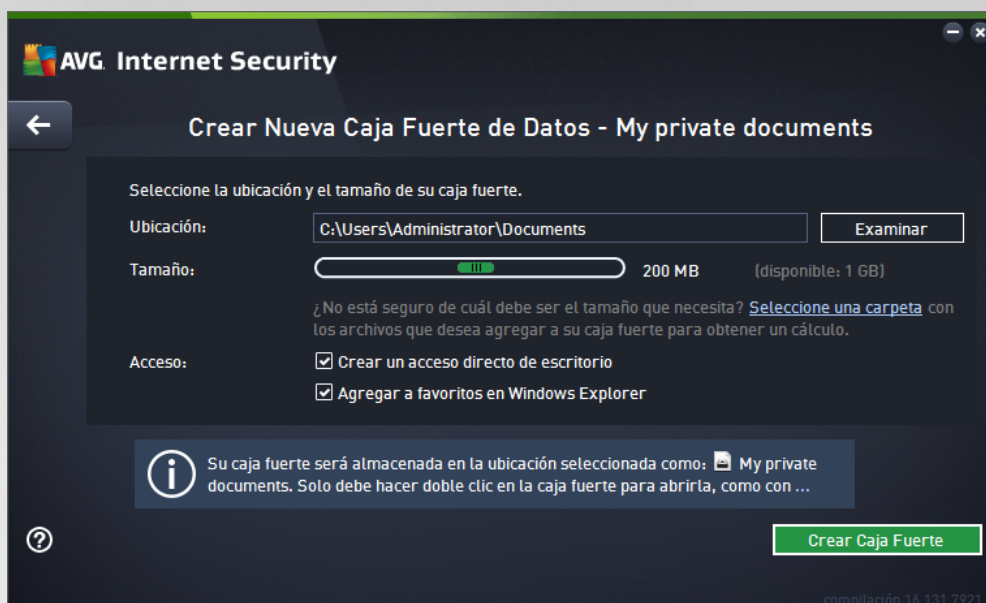 AVG. Internet Security
Crear Nueva Caja Fuerte de Datos - My private documents
Seleccione la ubicación y el tamaño de su caja fuerte.
Ubicación:
C:\Users\Administrator\Documents
Examinar
Tamaño:
200 MB
(disponible: 1 GB)
¿No está seguro de cuál debe ser el tamaño que necesita? Seleccione una carpeta con
los archivos que desea agregar a su caja fuerte para obtener un cálculo.
Acceso:
Crear un acceso directo de escritorio
Agregar a favoritos en Windows Explorer
Su caja fuerte será almacenada en la ubicación seleccionada como: My private
documents. Solo debe hacer doble clic en la caja fuerte para abrirla, como con ...
Crear Caja Fuerte
compilación 16.131.7921